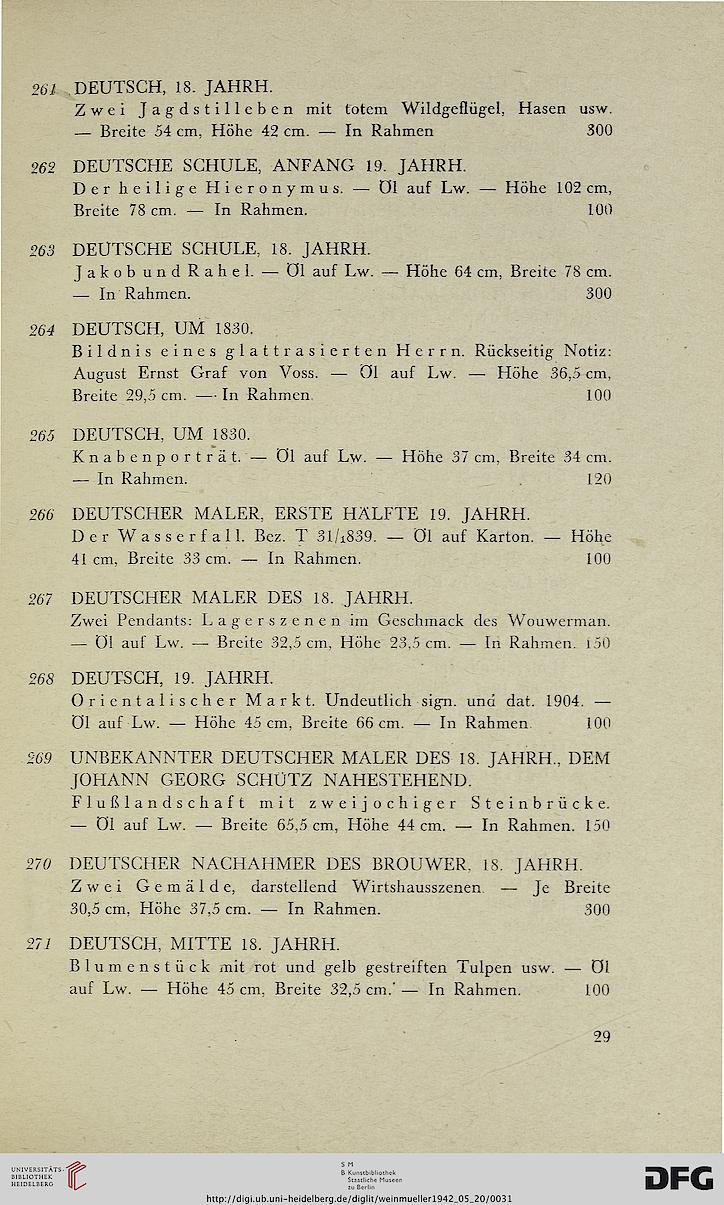 261 DEUTSCH, 18. JAHRH.
Zwei Jagdstilleben mit totem Wildgeflügel, Hasen usw.
— Breite 54 cm, Höhe 42 cm. — In Rahmen 300
262 DEUTSCHE SCHULE, ANFANG 19. JAHRH.
Der heilige Hieronymus. — Öl auf Lw. — Höhe 102 cm,
Breite 78 cm. — In Rahmen. 100
263 DEUTSCHE SCHULE, 18. JAHRH.
Jakob und Rahel. — Öl auf Lw. — Höhe 64 cm, Breite 78 cm.
— In Rahmen. 300
264 DEUTSCH, UM 1830.
Bildnis eines glattrasierten Herrn. Rückseitig Notiz:
August Ernst Graf von Voss. — Öl auf Lw. — Höhe 36,5 cm,
Breite 29,5 cm. — In Rahmen. 100
265 DEUTSCH, UM 1830.
Knabenporträt. — Öl auf Lw. — Höhe 37 cm, Breite 34 cm.
— In Rahmen. 120
266 DEUTSCHER MALER, ERSTE HÄLFTE 19. JAHRH.
Der Wasserfall. Bez. T 31/1839. — Öl auf Karton. — Höhe
41 cm, Breite 33 cm. — In Rahmen. 100
267 DEUTSCHER MALER DES 18. JAHRH.
Zwei Pendants: Lagerszenen im Geschmack des Wouwerman.
— Öl auf Lw. — Breite 32,5 cm, Höhe 23,5 cm. — In Rahmen. 150
268 DEUTSCH, 19. JAHRH.
Orientalischer Markt. Undeutlich sign. und dat. 1904. —
Öl auf Lw. — Höhe 45 cm, Breite 66 cm. — In Rahmen. 100
269 UNBEKANNTER DEUTSCHER MALER DES 18. JAHRH., DEM
JOHANN GEORG SCHÜTZ NAHESTEHEND.
Flußlandschaft mit zweijochiger Steinbrücke.
— Öl auf Lw. — Breite 65,5 cm, Höhe 44 cm. — In Rahmen. 150
270 DEUTSCHER NACHAHMER DES BROUWER, 18. JAHRH.
Zwei Gemälde, darstellend Wirtshausszenen. — Je Breite
30,5 cm, Höhe 37,5 cm. — In Rahmen. 300
271 DEUTSCH, MITTE 18. JAHRH.
Blumenstück mit rot und gelb gestreiften Tulpen usw. — Öl
auf Lw. — Höhe 45 cm, Breite 32,5 cm. — In Rahmen. 100
29
UNIVERSITÄTS-
BIBLIOTHEK
HEIDELBERG
S M
B Kunstbibliothek
Staatliche Museen
zu Berlin
DFG
http://digi.ub.uni-heidelberg.de/diglit/weinmueller1942_05_20/0031